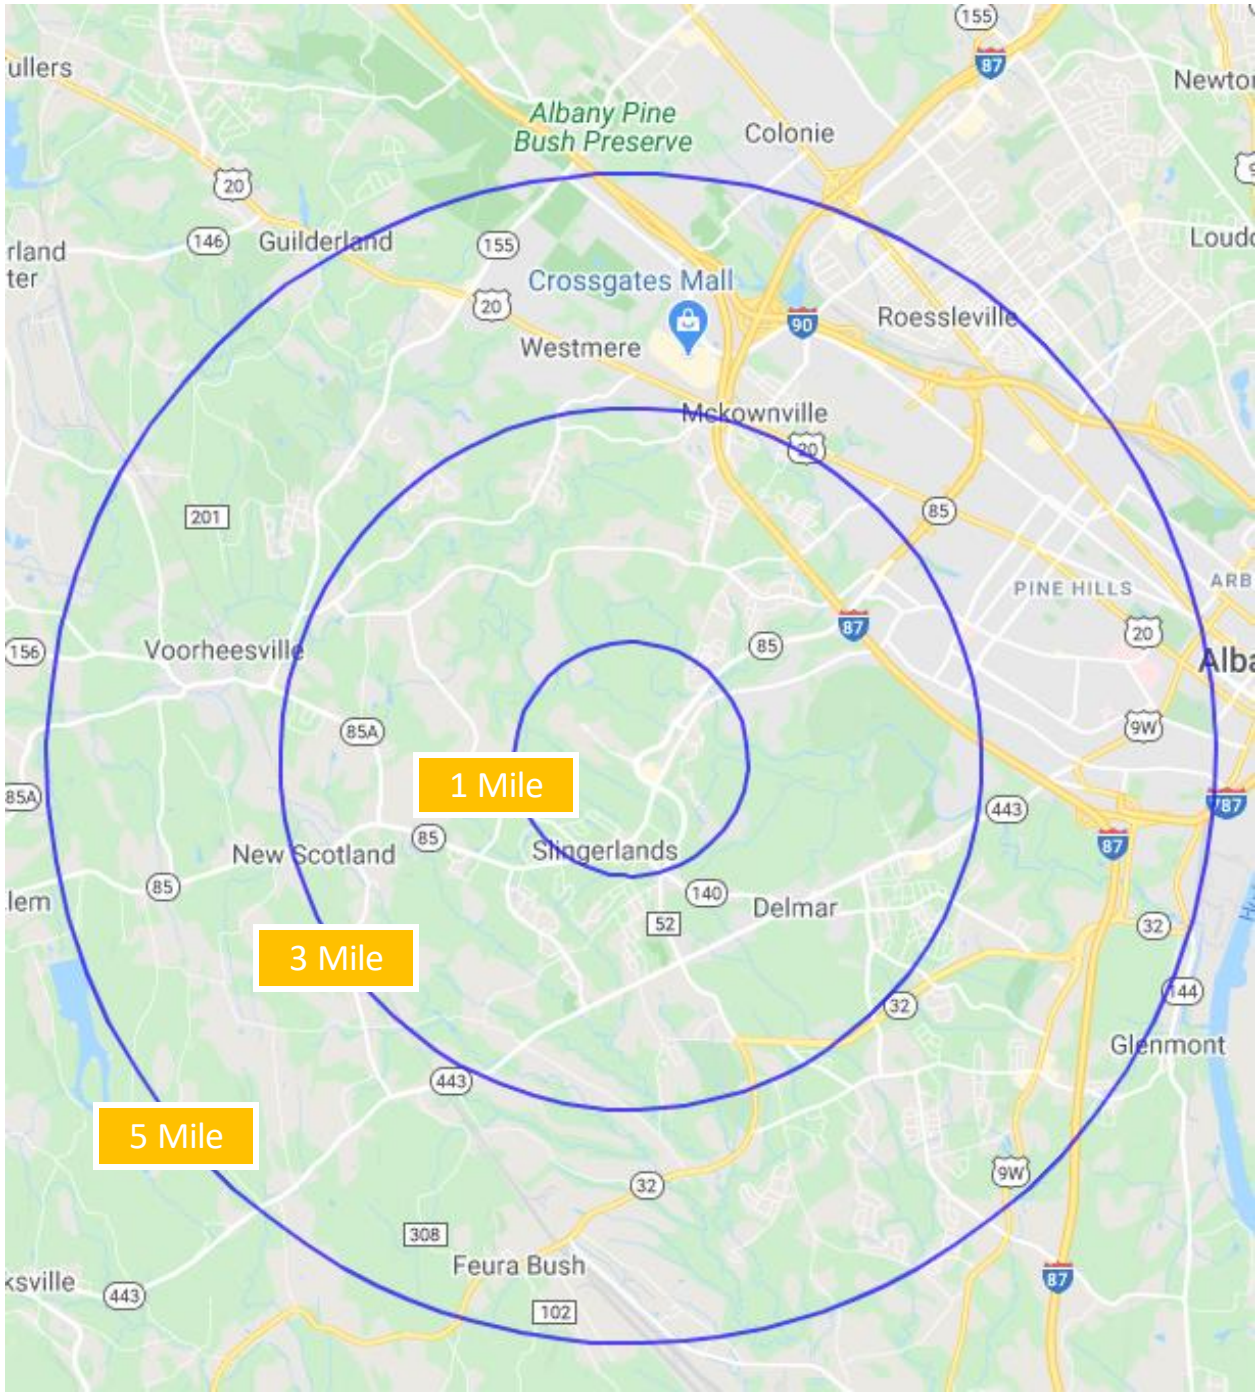 155
87
ullers
Newto
Albany Pine
Bush Preserve
Colonie
9
20
146
Guilderland
155
Loudo
rland
ter
Crossgates Mall
20
90
Roessleville
Westmere
Mckownville
20
201
85
PINE HILLS
ARB
87
20
156
Voorheesville
85
Alba
85A
9W
1 Mile
85A
787
443
85
87
New Scotland
Slingerlands
85
140
lem
Delmar
52
32
H
3 Mile
144
32
Glenmont
443
5 Mile
9W
32
308
Feura Bush
87
ksville
443
102